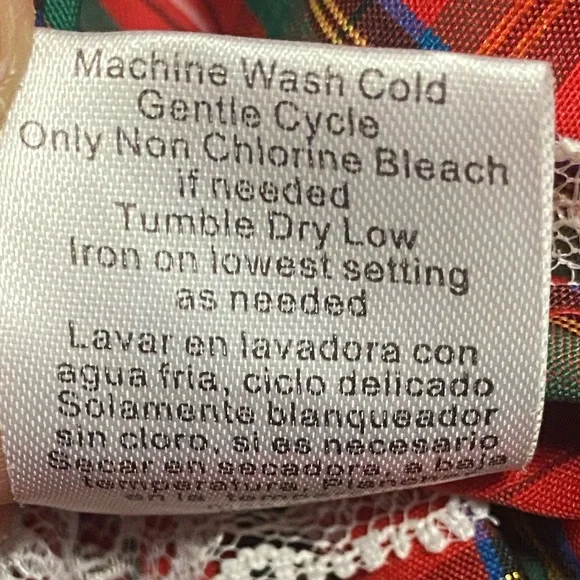 Machine Wash Cold
Gentle Cycle
Only Non Chlorine Bleach
if needed
Tumble Dry Low
Iron on lowest setting
as needed
Lavar en lavadora con
agua fria, ciclo delicado
Solamente blanqueador
sin cloro, si es necesario
Secar en secadora, a baja
temperatura. 
en la